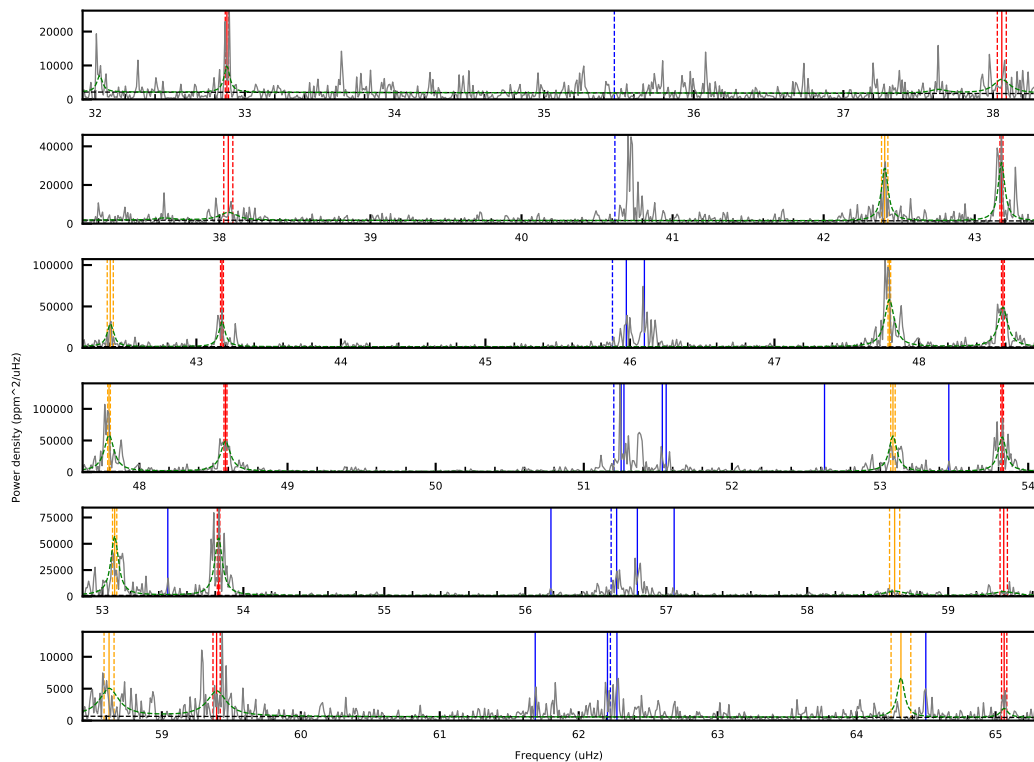 20000
10000
0
32 33 34 35 36 37 38
40000
20000
0
38 39 40 41 42 43
100000
50000
0
43 44 45 46 47 48
Power density (ppm^2/uHz)
100000
50000
0
48 49 50 51 52 53 54
75000
50000
25000
0
53 54 55 56 57 58 59
10000
5000
0
59 60 61 62 63 64 65
Frequency (uHz)